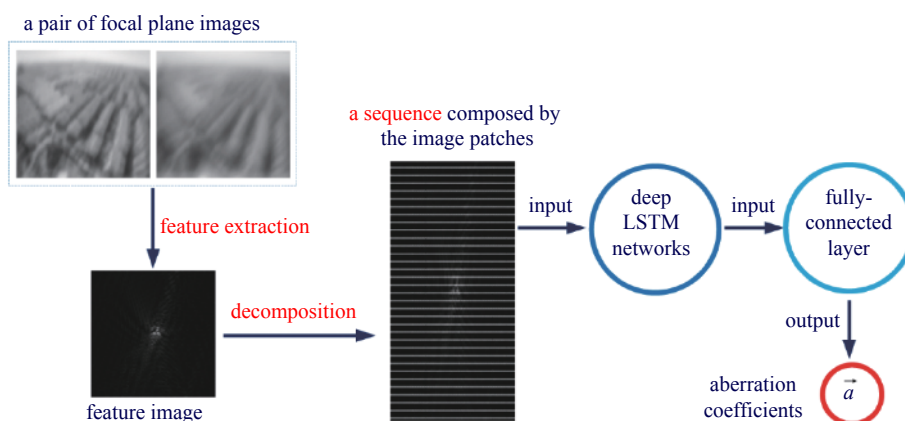 a pair of focal plane images
feature extraction
feature image
decomposition
a sequence composed by
the image patches
input
deep
LSTM
networks
input
fully-
connected
layer
output
aberration
coefficients
a